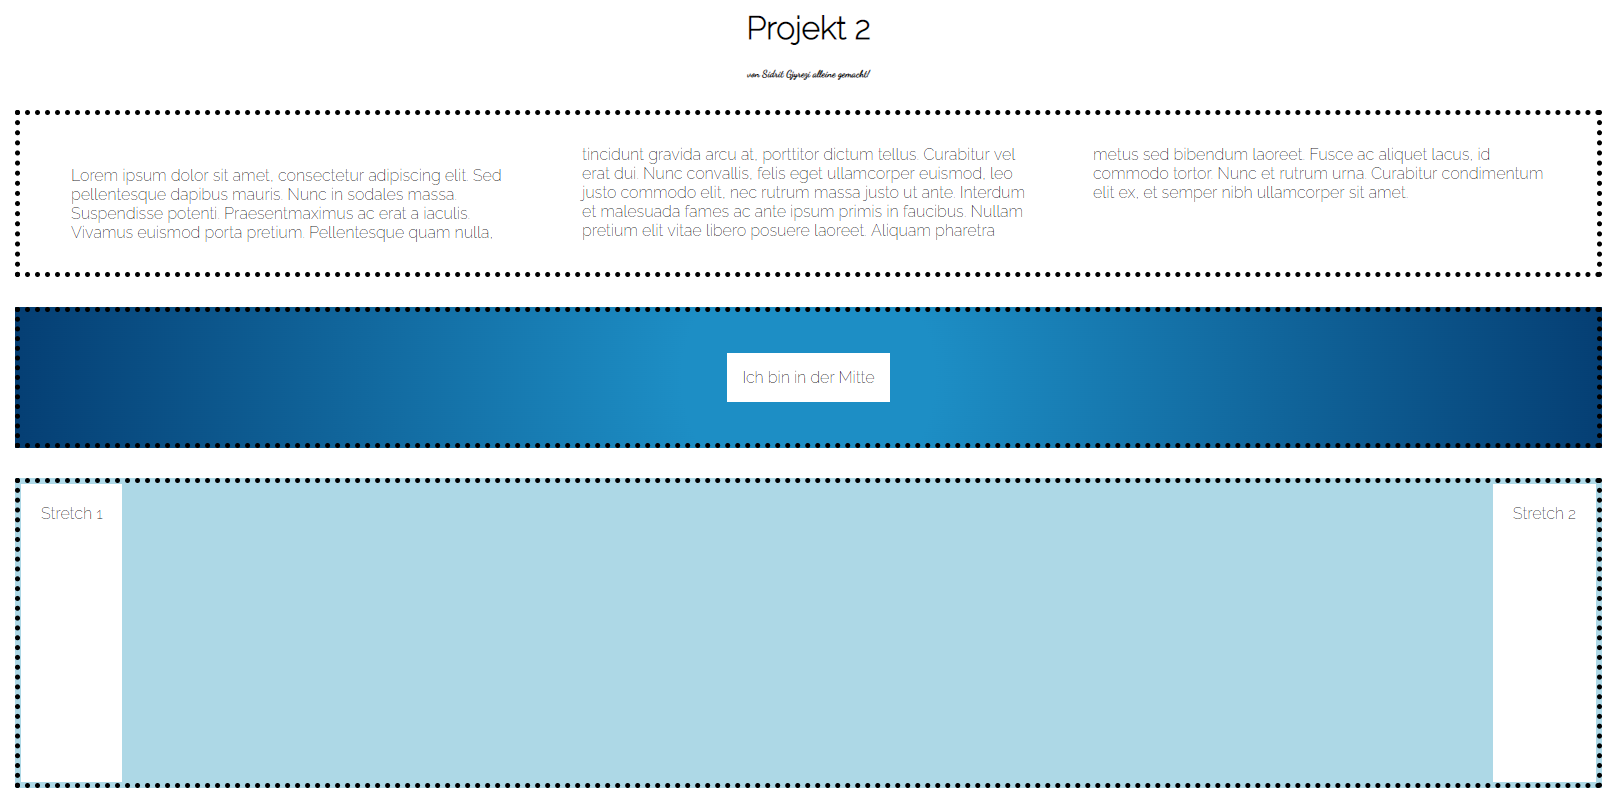 Projekt 2
von Sidrit Gjyrezi alleine gemacht!
Lorem ipsum dolor sit amet, consectetur adipiscing elit. Sed
pellentesque dapibus mauris. Nunc in sodales massa.
Suspendisse potenti. Praesentmaximus ac erat a iaculis.
Vivamus euismod porta pretium. Pellentesque quam nulla,
tincidunt gravida arcu at, porttitor dictum tellus. Curabitur vel
erat dui. Nunc convallis, felis eget ullamcorper euismod, leo
justo commodo elit, nec rutrum massa justo ut ante. Interdum
et malesuada fames ac ante ipsum primis in faucibus. Nullam
pretium elit vitae libero posuere laoreet. Aliquam pharetra
metus sed bibendum laoreet. Fusce ac aliquet lacus, id
commodo tortor. Nunc et rutrum urna. Curabitur condimentum
elit ex, et semper nibh ullamcorper sit amet.
Ich bin in der Mitte
Stretch 1
Stretch 2